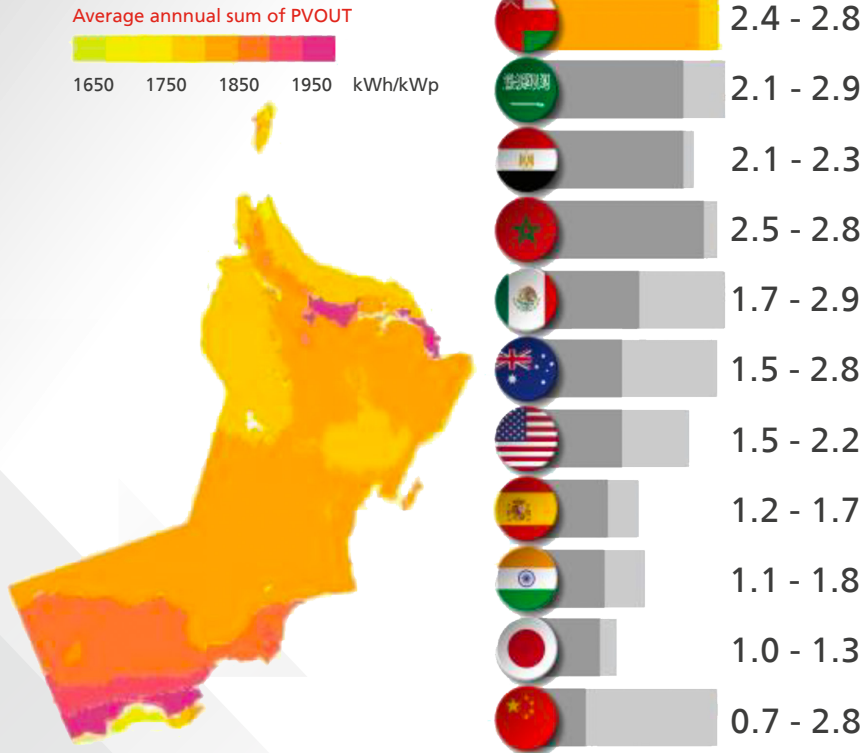 Average annnual sum of PVOUT
1650 1750 1850 1950 kWh/kWp
2.4 - 2.8
2.1 - 2.9
2.1 - 2.3
2.5 - 2.8
1.7 - 2.9
1.5 - 2.8
1.5 - 2.2
1.2 - 1.7
1.1 - 1.8
1.0 - 1.3
0.7 - 2.8